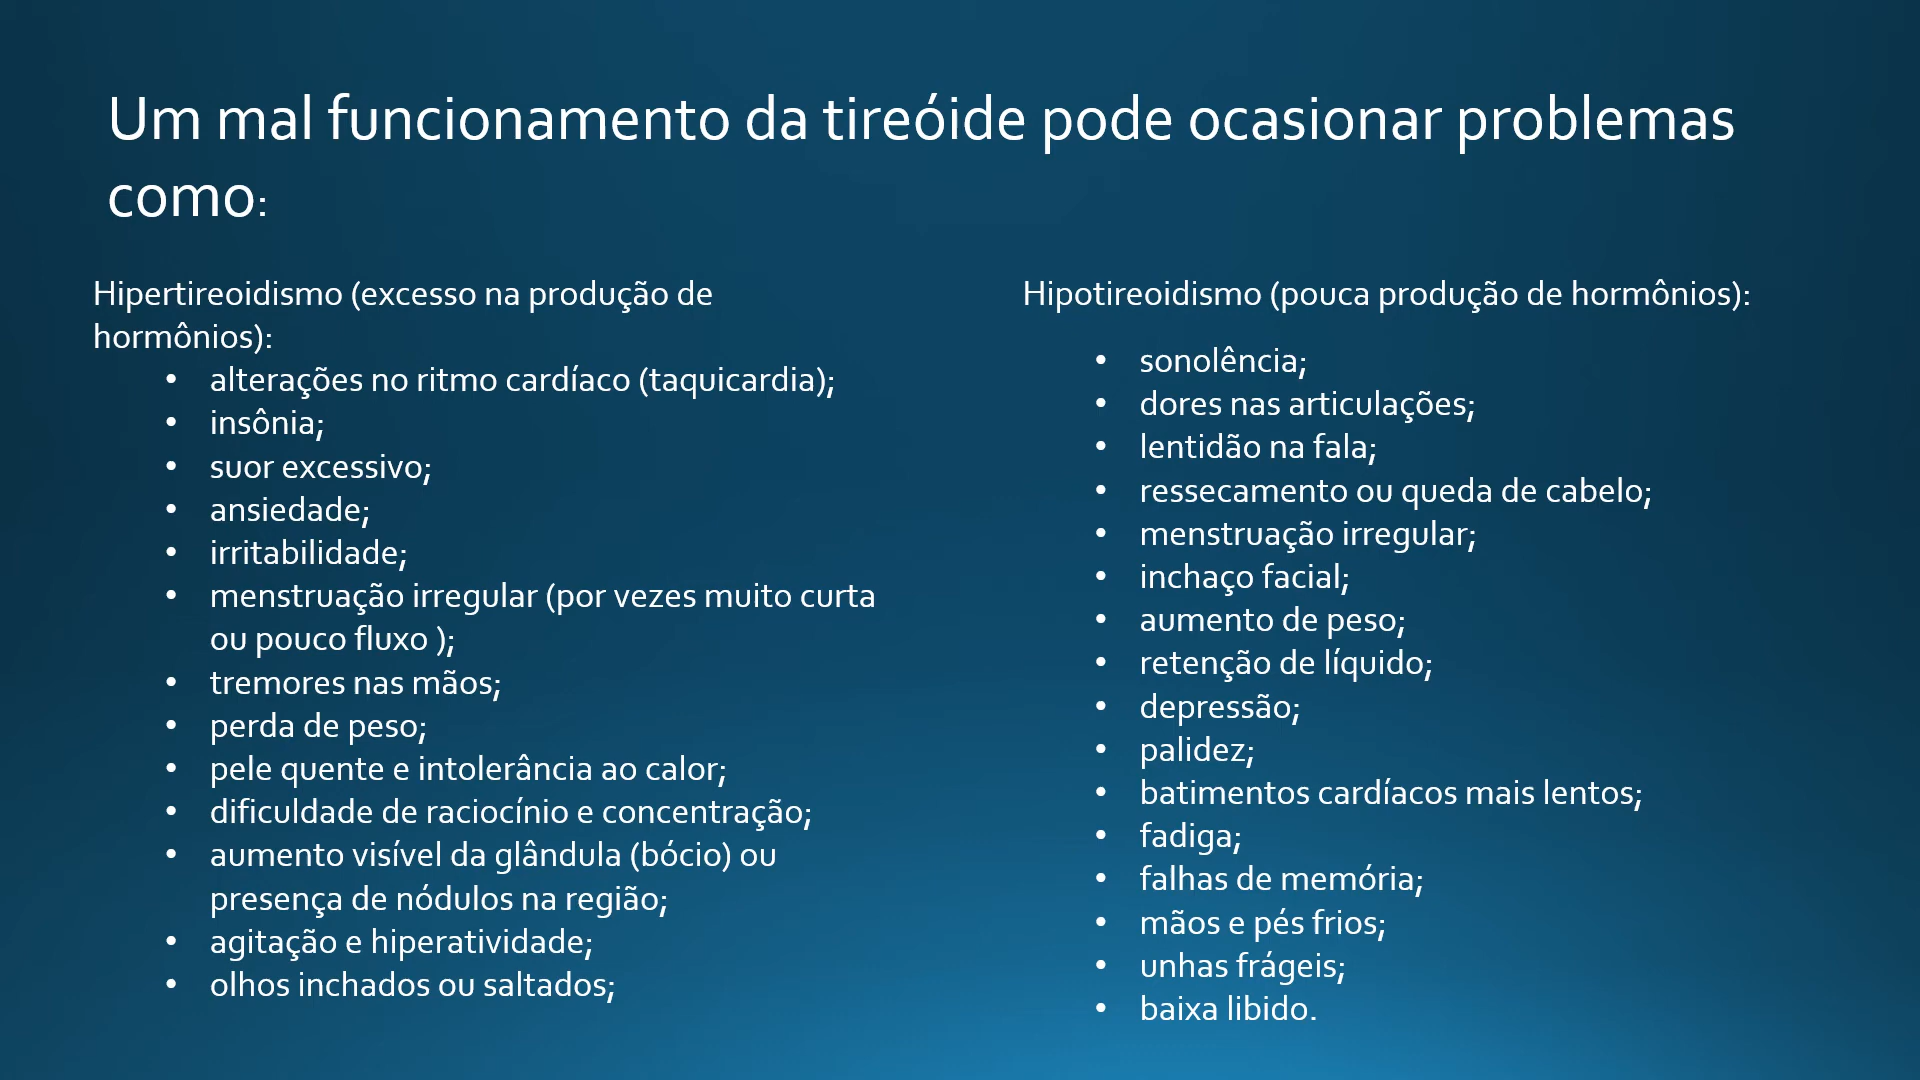 Um mal funcionamento da tireóide pode ocasionar problemas
como:
Hipertireoidismo (excesso na produção de
hormônios):
• alterações no ritmo cardíaco (taquicardia);
• insônia;
• suor excessivo;
• ansiedade;
• irritabilidade;
• menstruação irregular (por vezes muito curta
ou pouco fluxo );
• tremores nas mãos;
• perda de peso;
• pele quente e intolerância ao calor;
• dificuldade de raciocínio e concentração;
• aumento visível da glândula (bócio) ou
presença de nódulos na região;
• agitação e hiperatividade;
• olhos inchados ou saltados;
Hipotireoidismo (pouca produção de hormônios):
• sonolência;
• dores nas articulações;
• lentidão na fala;
• ressecamento ou queda de cabelo;
• menstruação irregular;
• inchaço facial;
• aumento de peso;
• retenção de líquido;
• depressão;
• palidez;
• batimentos cardíacos mais lentos;
• fadiga;
• falhas de memória;
• mãos e pés frios;
• unhas frágeis;
• baixa libido.